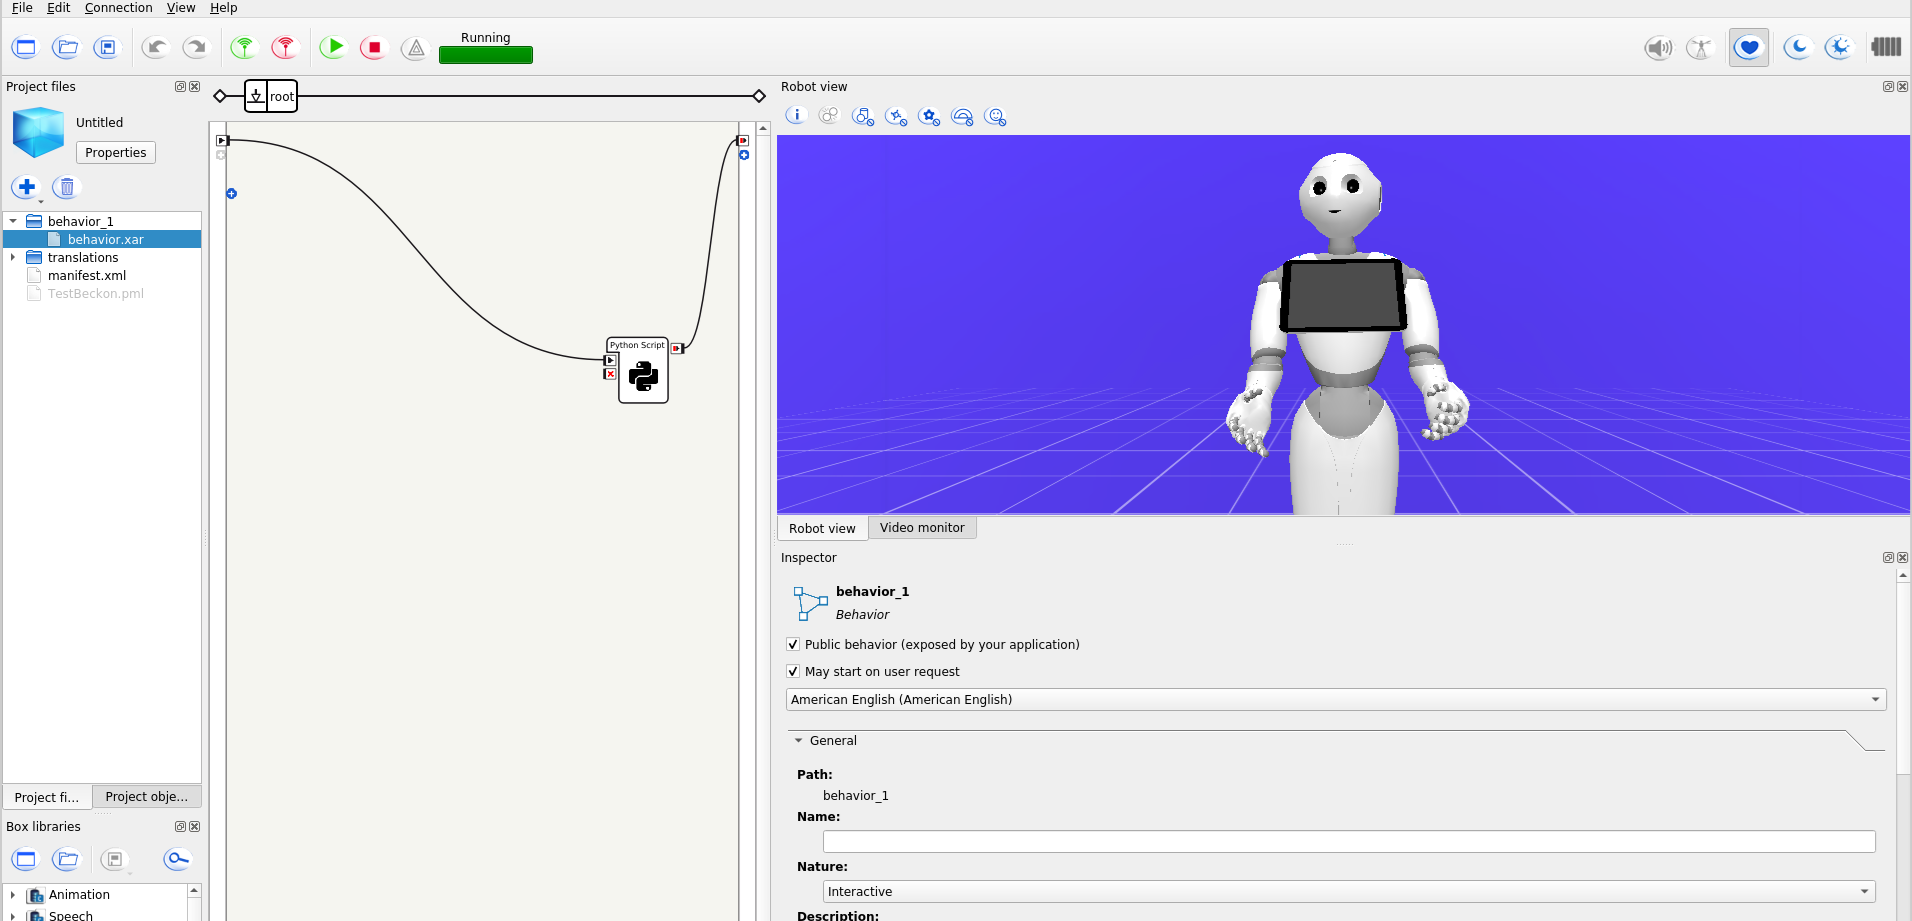 File Edit Connection View Help
Running
Project files
Untitled
Properties
behavior_1
behavior.xar
translations
manifest.xml
TestBeckon.pml
Project fi...
Project obje...
Box libraries
Animation
Speech
root
Python Script
Robot view
Robot view
Video monitor
Inspector
behavior_1
Behavior
Public behavior (exposed by your application)
May start on user request
American English (American English)
General
Path:
behavior_1
Name:
Nature:
Interactive
Description: